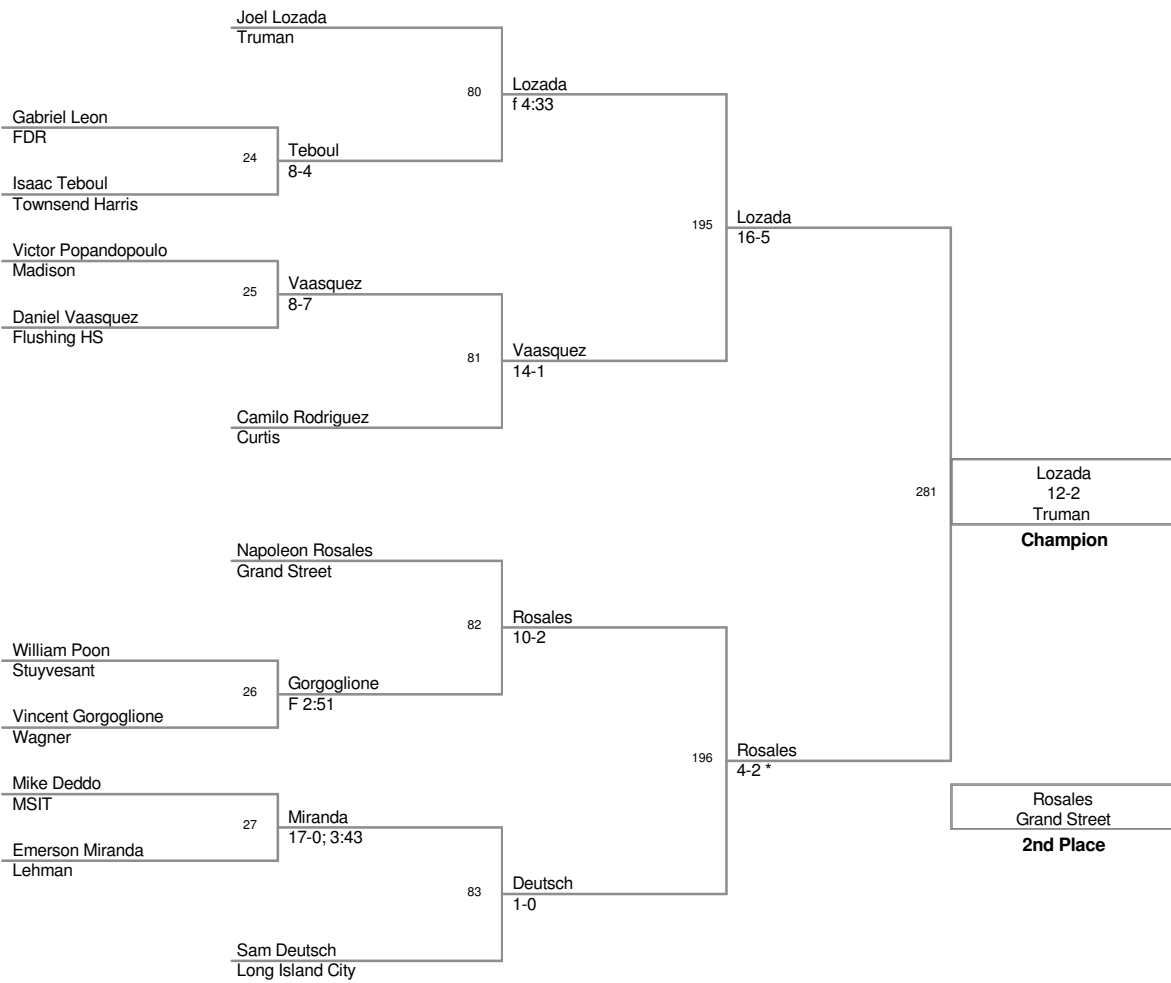 Joel Lozada
Truman
80
Lozada
f 4:33
Gabriel Leon
FDR
24
Teboul
8-4
Isaac Teboul
Townsend Harris
195
Lozada
16-5
Victor Popandopoulo
Madison
25
Vaasquez
8-7
Daniel Vaasquez
Flushing HS
81
Vaasquez
14-1
Camilo Rodriguez
Curtis
281
Lozada
12-2
Truman
Champion
Napoleon Rosales
Grand Street
82
Rosales
10-2
William Poon
Stuyvesant
26
Gorgoglione
F 2:51
Vincent Gorgoglione
Wagner
196
Rosales
4-2 *
Mike Deddo
MSIT
27
Miranda
17-0; 3:43
Emerson Miranda
Lehman
83
Deutsch
1-0
Sam Deutsch
Long Island City
Rosales
Grand Street
2nd Place